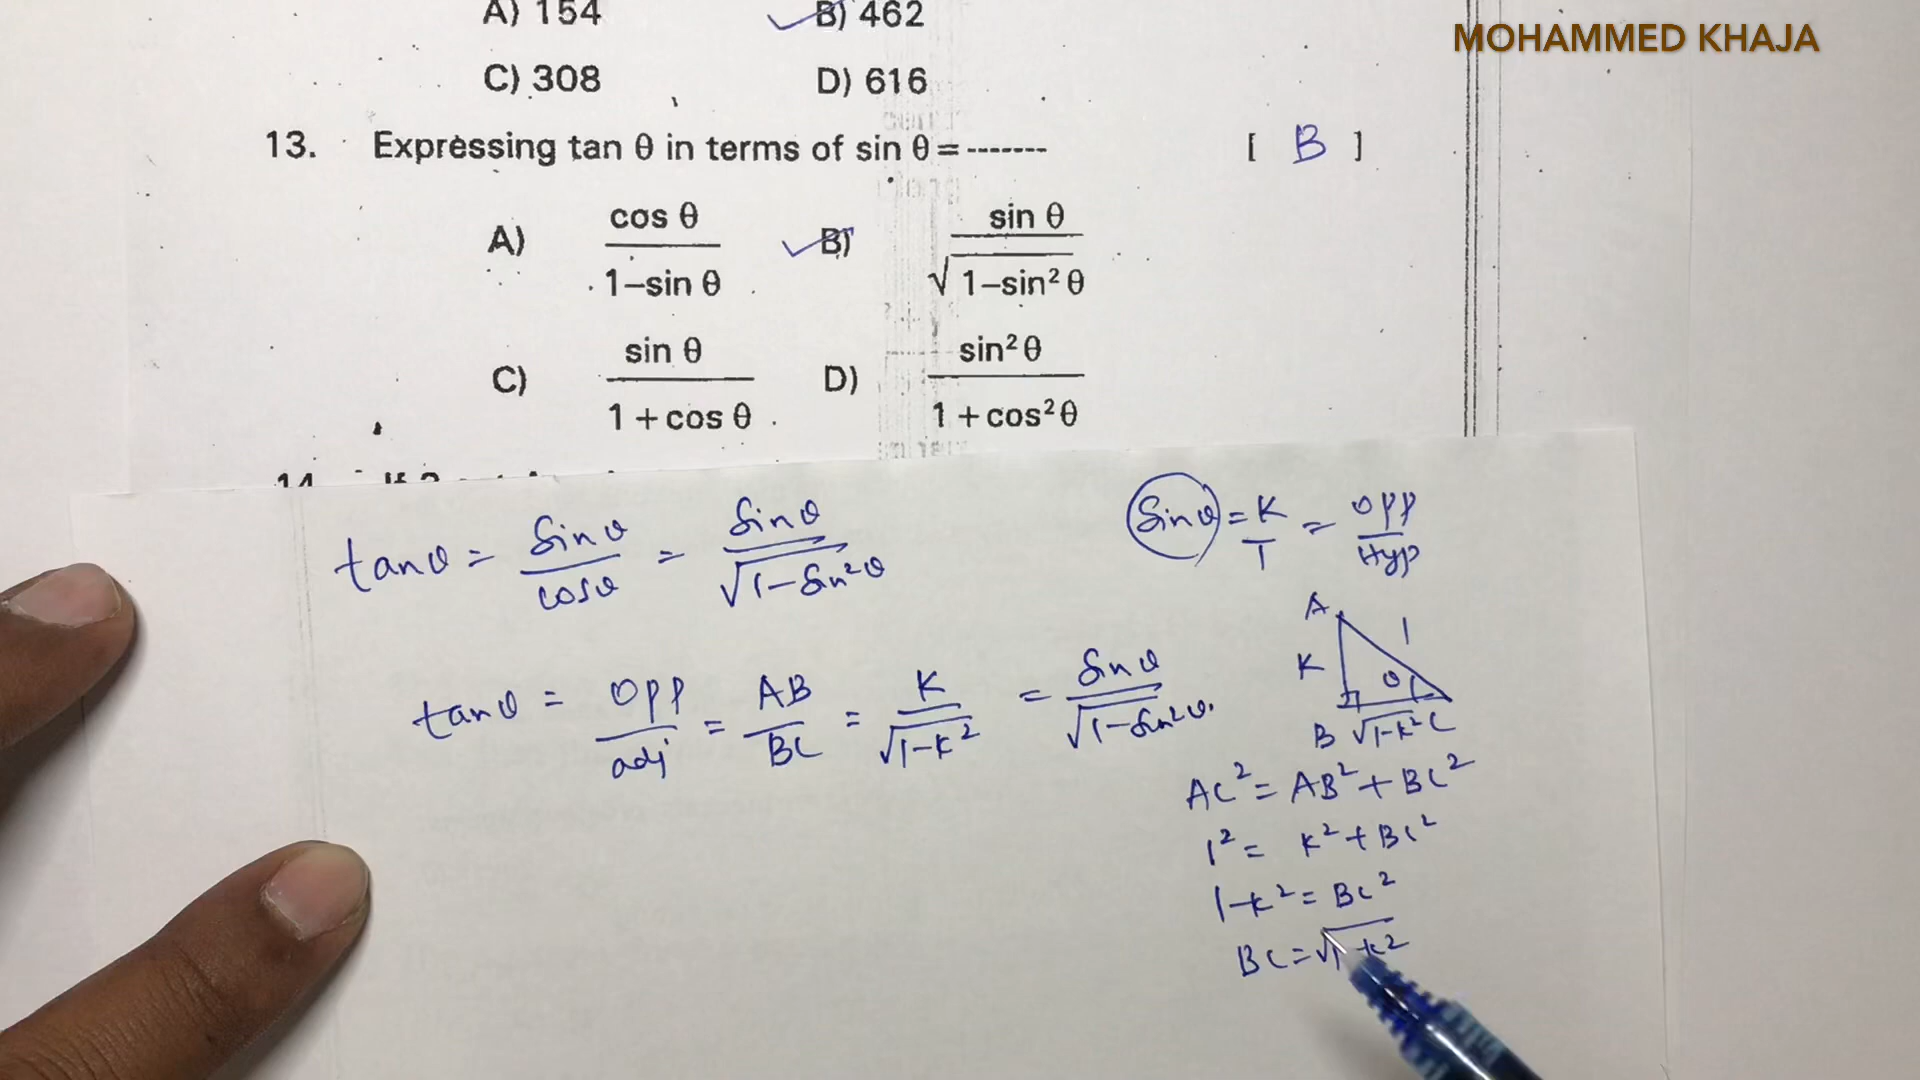 MOHAMMED KHAJA
A) 154 B) 462
C) 308 D) 616
13. Expressing tan θ in terms of sin θ = ------- [ B ]
A) cos θ / 1–sin θ B) sin θ / √1–sin² θ
C) sin θ / 1 + cos θ D) sin²θ / 1 + cos²θ
14
tanθ = Sinθ / cosθ = Sinθ / √1-Sin²θ
Sinθ = K / 1 = opp / Hyp
A
K 1
θ
B √1-K² C
tanθ = opp / adj = AB / BC = K / √1-K² = Sinθ / √1-Sin²θ.
AC² = AB² + BC²
1² = K² + BC²
1-K² = BC²
BC = √1-K²